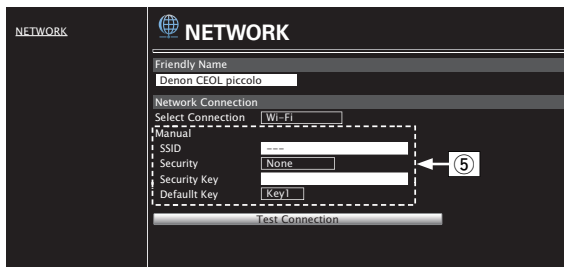 NETWORK
NETWORK
Friendly Name
Denon CEOL piccolo
Network Connection
Select Connection Wi-Fi
Manual
SSID ---
Security None
Security Key
Defaullt Key Key1
⑤
Test Connection